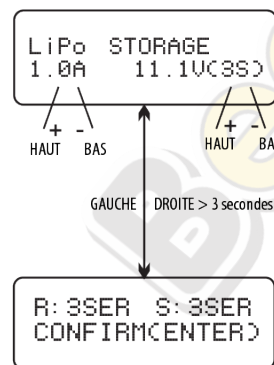 LiPo STORAGE
1.0A 11.1V(3S)
+ - + -
HAUT BAS HAUT
GAUCHE DROITE > 3 secondes
R: 3SER S: 3SER
CONFIRM(ENTER)